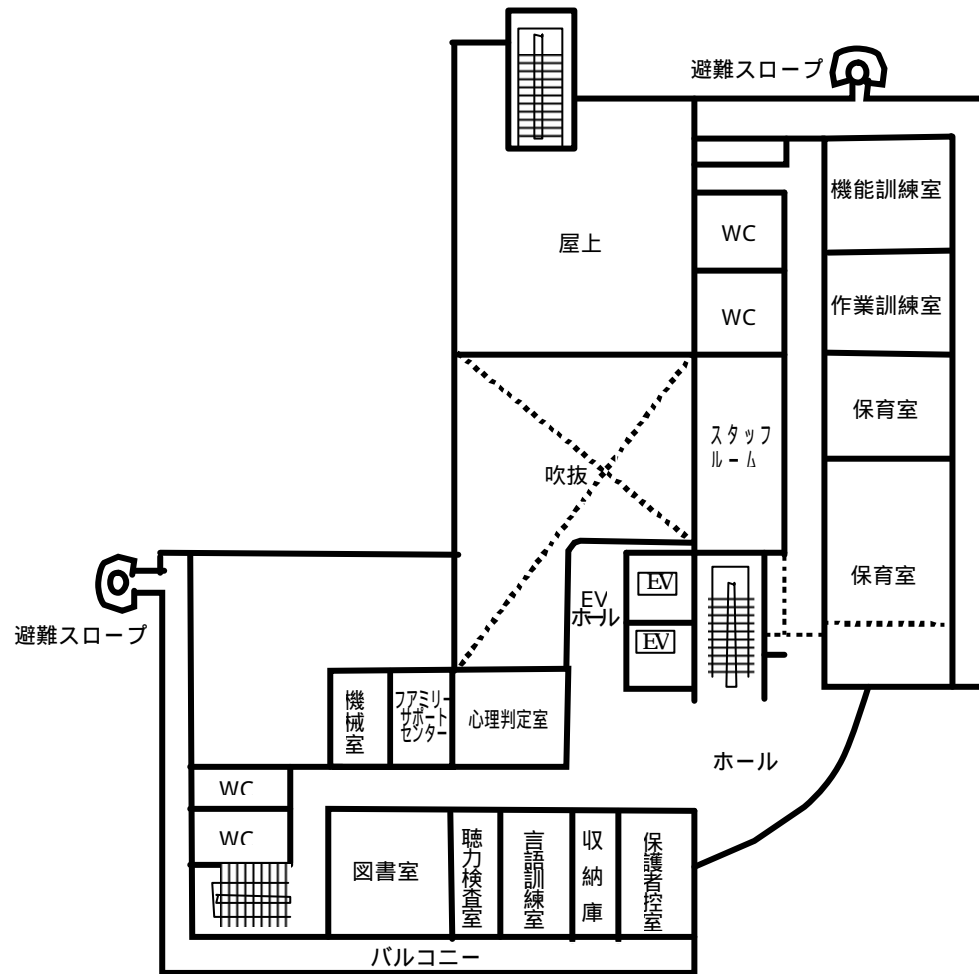 避難スロープ
機能訓練室
WC
屋上
作業訓練室
WC
保育室
スタッフ
ルーム
吹抜
EV
保育室
EV
ホール
EV
避難スロープ
機械室
フアミリー
サポート
センター
心理判定室
ホール
WC
WC
図書室
聴力検査室
言語訓練室
収納庫
保護者控室
バルコニー